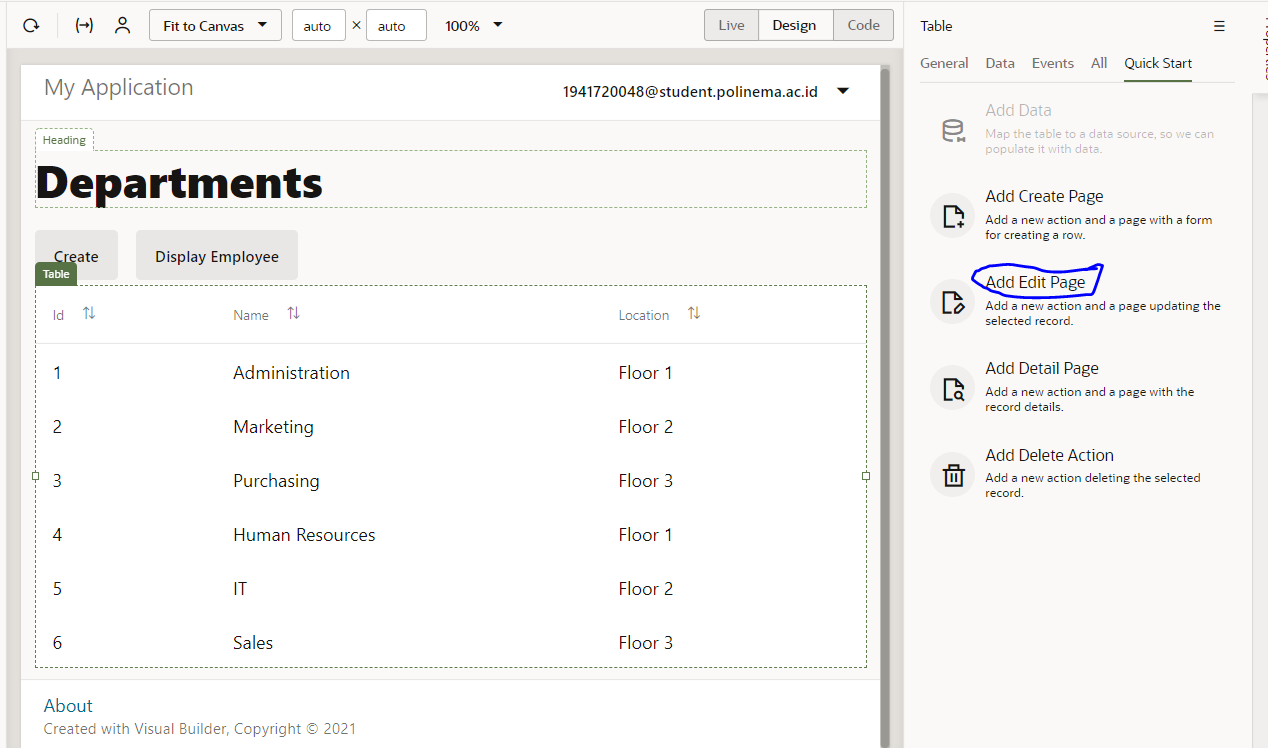 Fit to Canvas auto × auto 100% Live Design Code
Table
General Data Events All Quick Start
My Application
1941720048@student.polinema.ac.id
Heading
Departments
Create Display Employee
Table
Id Name Location
1 Administration Floor 1
2 Marketing Floor 2
3 Purchasing Floor 3
4 Human Resources Floor 1
5 IT Floor 2
6 Sales Floor 3
About
Created with Visual Builder, Copyright © 2021
Add Data
Map the table to a data source, so we can
populate it with data.
Add Create Page
Add a new action and a page with a form
for creating a row.
Add Edit Page
Add a new action and a page updating the
selected record.
Add Detail Page
Add a new action and a page with the
record details.
Add Delete Action
Add a new action deleting the selected
record.